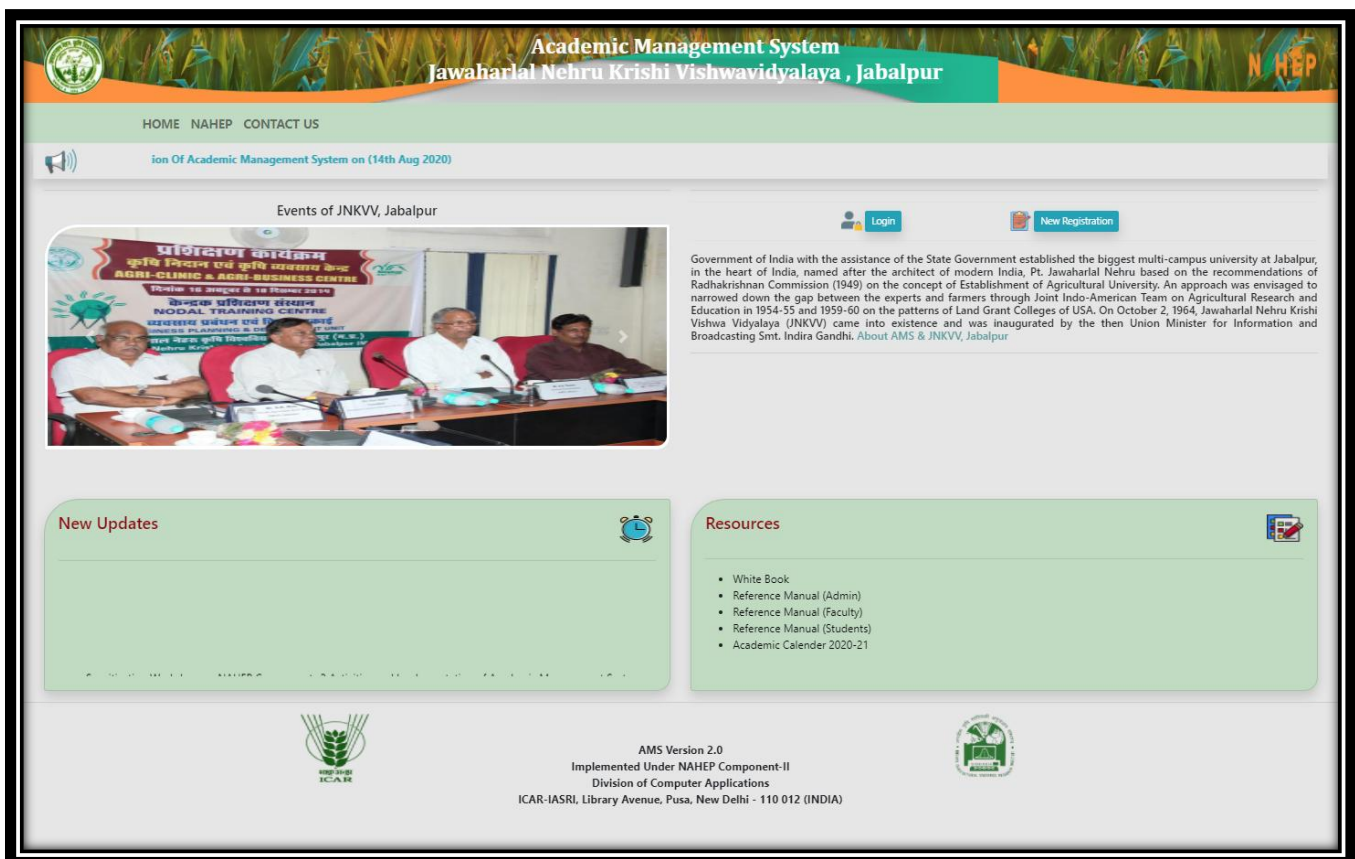 Academic Management System
Jawaharlal Nehru Krishi Vishwavidyalaya , Jabalpur
N HEP
HOME NAHEP CONTACT US
ion Of Academic Management System on (14th Aug 2020)
Events of JNKVV, Jabalpur
प्रशिक्षण कार्यक्रम
कृषि निदान एवं कृषि व्यवसाय केन्द्र
AGRI-CLINIC & AGRI-BUSINESS CENTRE
केन्द्रक प्रशिक्षण संस्थान
NODAL TRAINING CENTRE
Login
New Registration
Government of India with the assistance of the State Government established the biggest multi-campus university at Jabalpur,
in the heart of India, named after the architect of modern India, Pt. Jawaharlal Nehru based on the recommendations of
Radhakrishnan Commission (1949) on the concept of Establishment of Agricultural University. An approach was envisaged to
narrowed down the gap between the experts and farmers through Joint Indo-American Team on Agricultural Research and
Education in 1954-55 and 1959-60 on the patterns of Land Grant Colleges of USA. On October 2, 1964, Jawaharlal Nehru Krishi
Vishwa Vidyalaya (JNKVV) came into existence and was inaugurated by the then Union Minister for Information and
Broadcasting Smt. Indira Gandhi. About AMS & JNKVV, Jabalpur
New Updates
Resources
White Book
Reference Manual (Admin)
Reference Manual (Faculty)
Reference Manual (Students)
Academic Calender 2020-21
ICAR
AMS Version 2.0
Implemented Under NAHEP Component-II
Division of Computer Applications
ICAR-IASRI, Library Avenue, Pusa, New Delhi - 110 012 (INDIA)